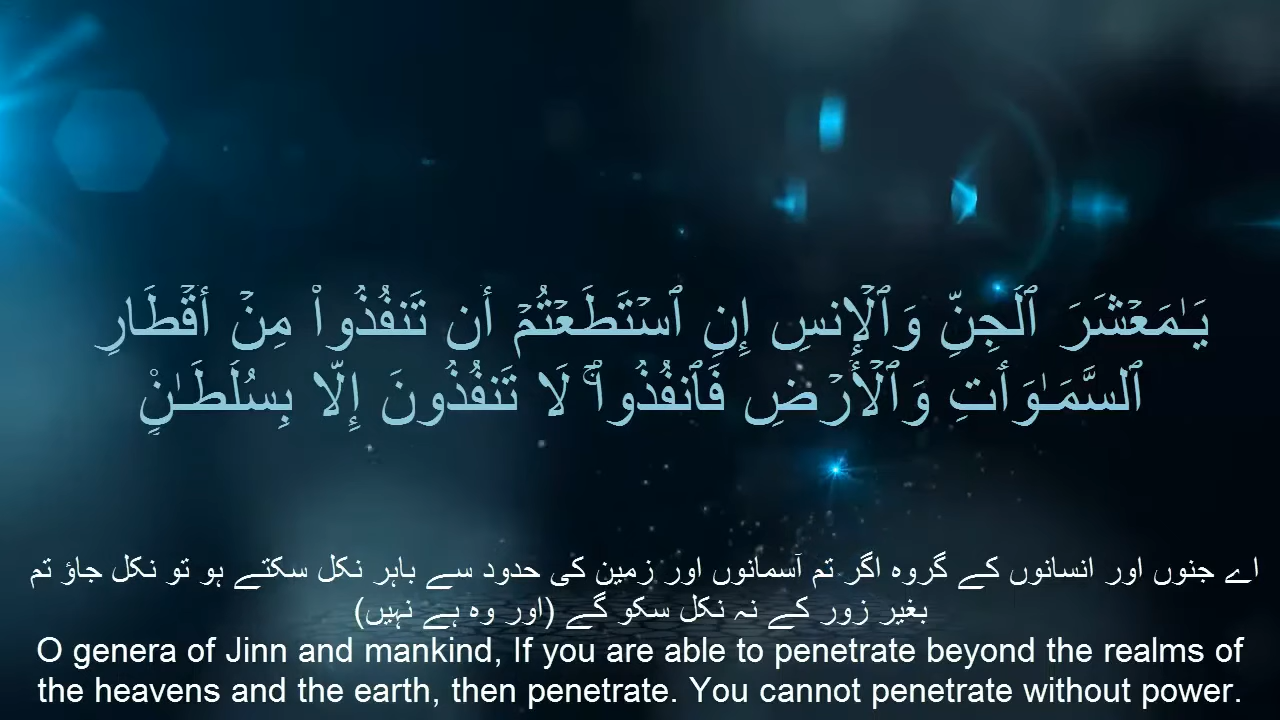 يَـٰمَعْشَرَ ٱلْجِنِّ وَٱلْإِنسِ إِنِ ٱسْتَطَعْتُمْ أَن تَنفُذُوا۟ مِنْ أَقْطَارِ
ٱلسَّمَـٰوَٰتِ وَٱلْأَرْضِ فَٱنفُذُوا۟ ۚ لَا تَنفُذُونَ إِلَّا بِسُلْطَـٰنٍۢ
اے جنوں اور انسانوں کے گروہ اگر تم آسمانوں اور زمین کی حدود سے باہر نکل سکتے ہو تو نکل جاؤ تم
بغیر زور کے نہ نکل سکو گے (اور وہ ہے نہیں)
O genera of Jinn and mankind, If you are able to penetrate beyond the realms of
the heavens and the earth, then penetrate. You cannot penetrate without power.